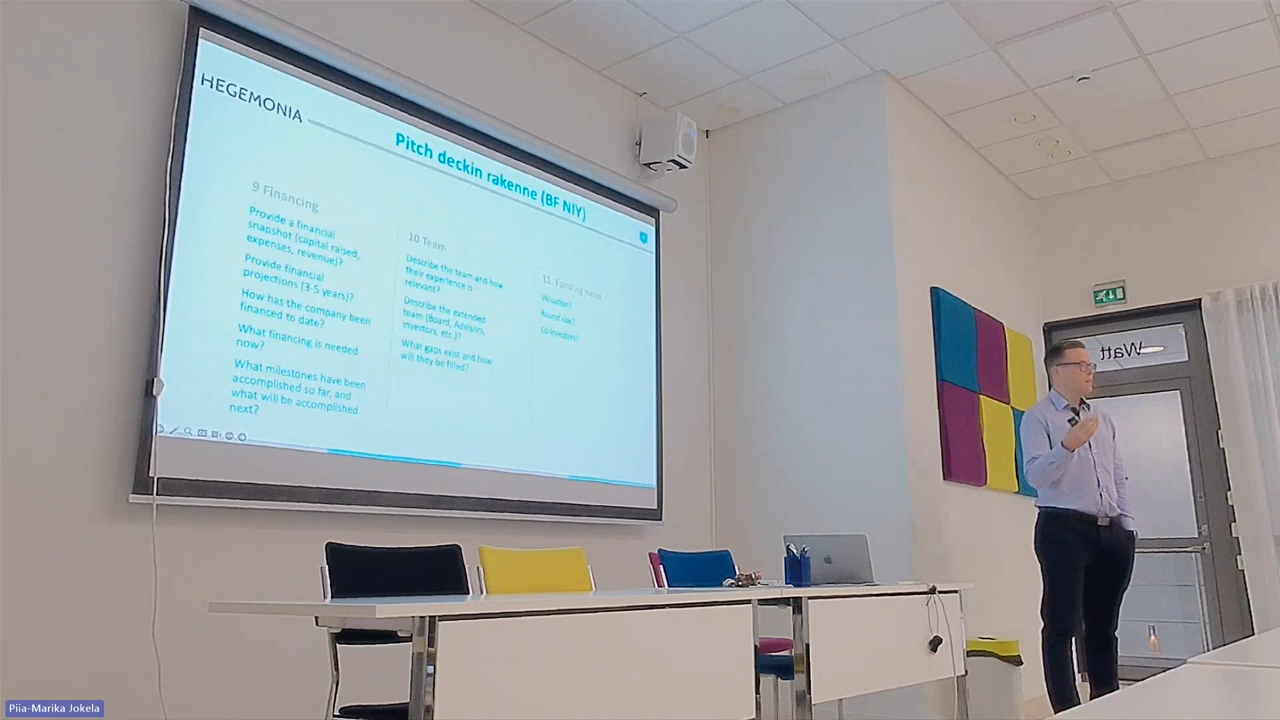 HEGEMONIA
Pitch deckin rakenne (BF NIY)
9 Financing
Provide a financial
snapshot (capital raised,
expenses, revenue)?
Provide financial
projections (3-5 years)?
How has the company been
financed to date?
What financing is needed
now?
What milestones have been
accomplished so far, and
what will be accomplished
next?
10 Team
Describe the team and how
their experience is
relevant?
Describe the extended
team (Board, Advisors,
investors, etc.)?
What gaps exist and how
will they be filled?
11. Funding need
Valuation?
Round size?
Co investors?
Watt
Piia-Marika Jokela